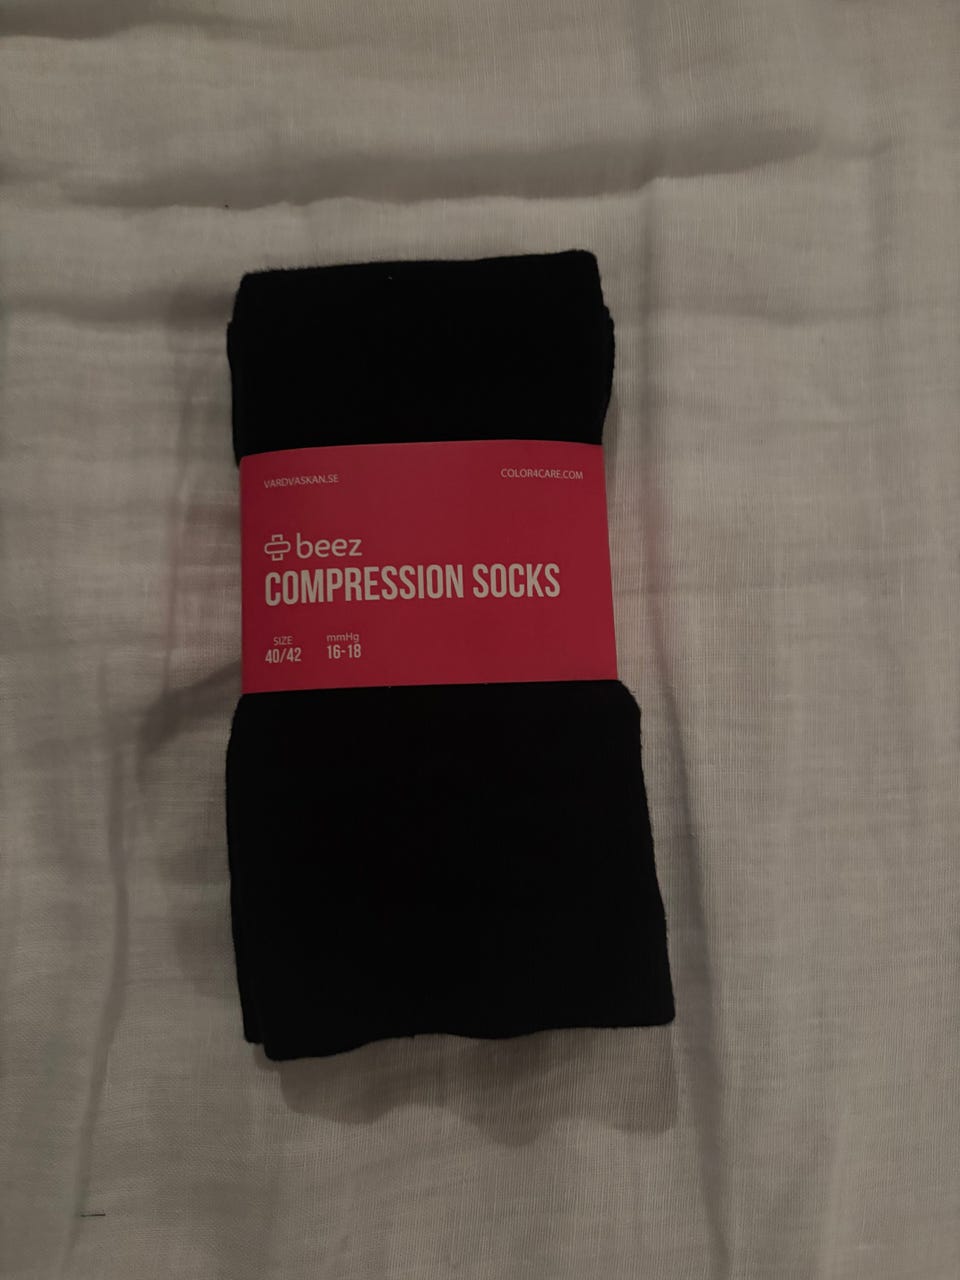 VARDVASKAN.SE
COLOR4CARE.COM
beez
COMPRESSION SOCKS
SIZE
40/42
mmHg
16-18